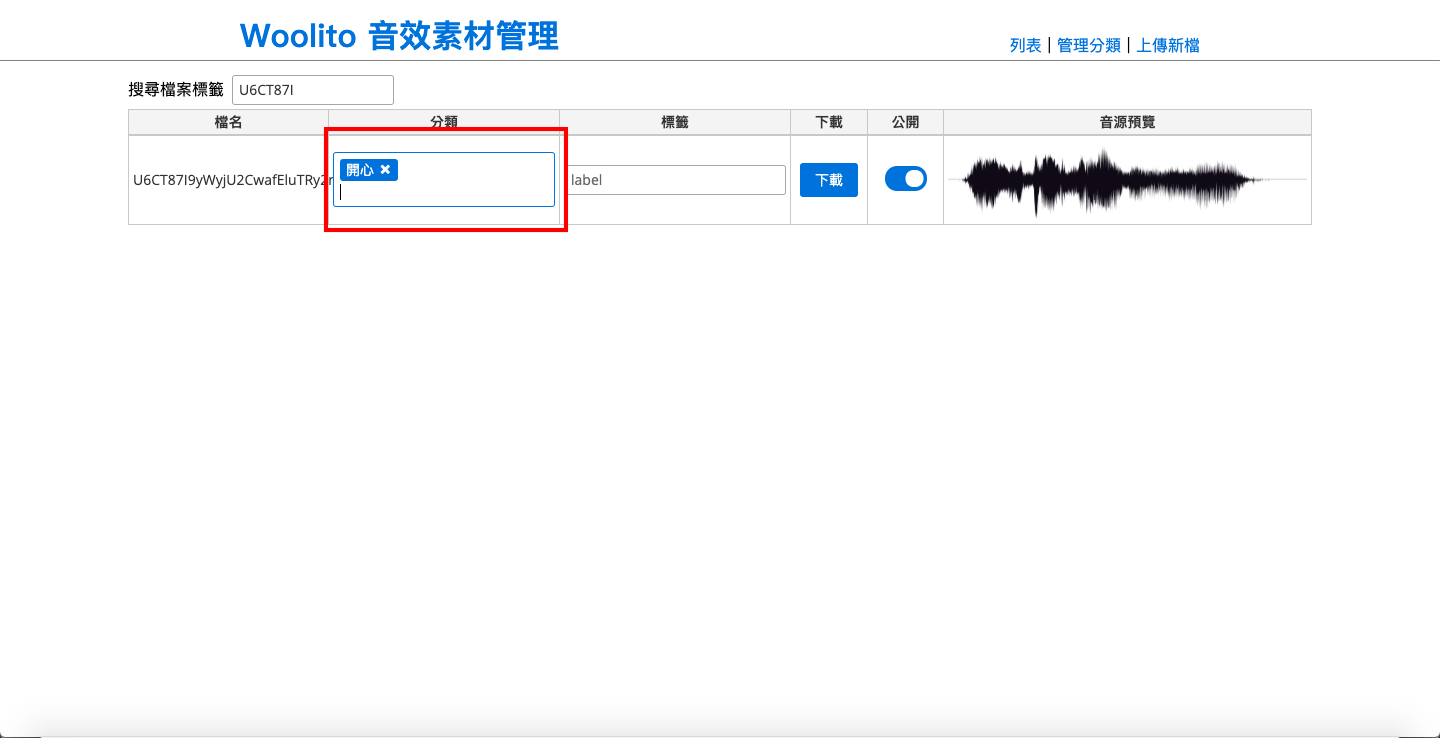 Woolito 音效素材管理
列表 | 管理分類 | 上傳新檔
搜尋檔案標籤 U6CT87I
檔名 分類 標籤 下載 公開 音源預覽
開心 ✖
U6CT87I9yWyjU2CwafEluTRy2 label 下載